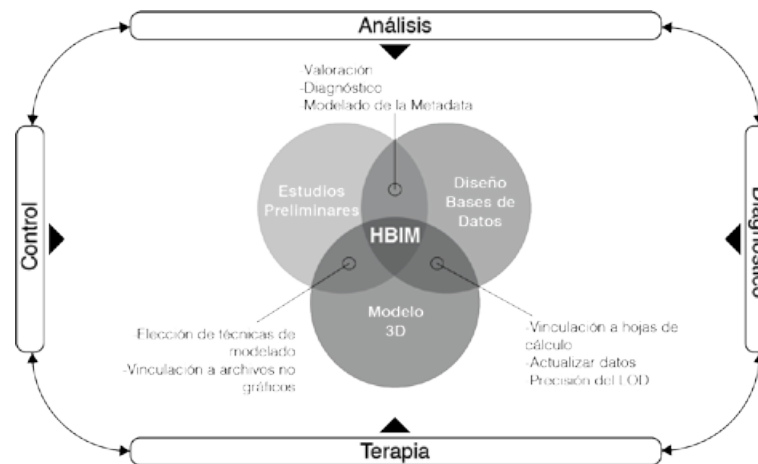 Análisis
-Valoración
-Diagnóstico
-Modelado de la Metadata
Control
Estudios
Preliminares
Diseño
Bases de
Datos
HBIM
Modelo
3D
Diagnóstico
-Elección de técnicas de
modelado
-Vinculación a archivos no
gráficos
-Vinculación a hojas de
cálculo
-Actualizar datos
-Precisión del LOD
Terapia